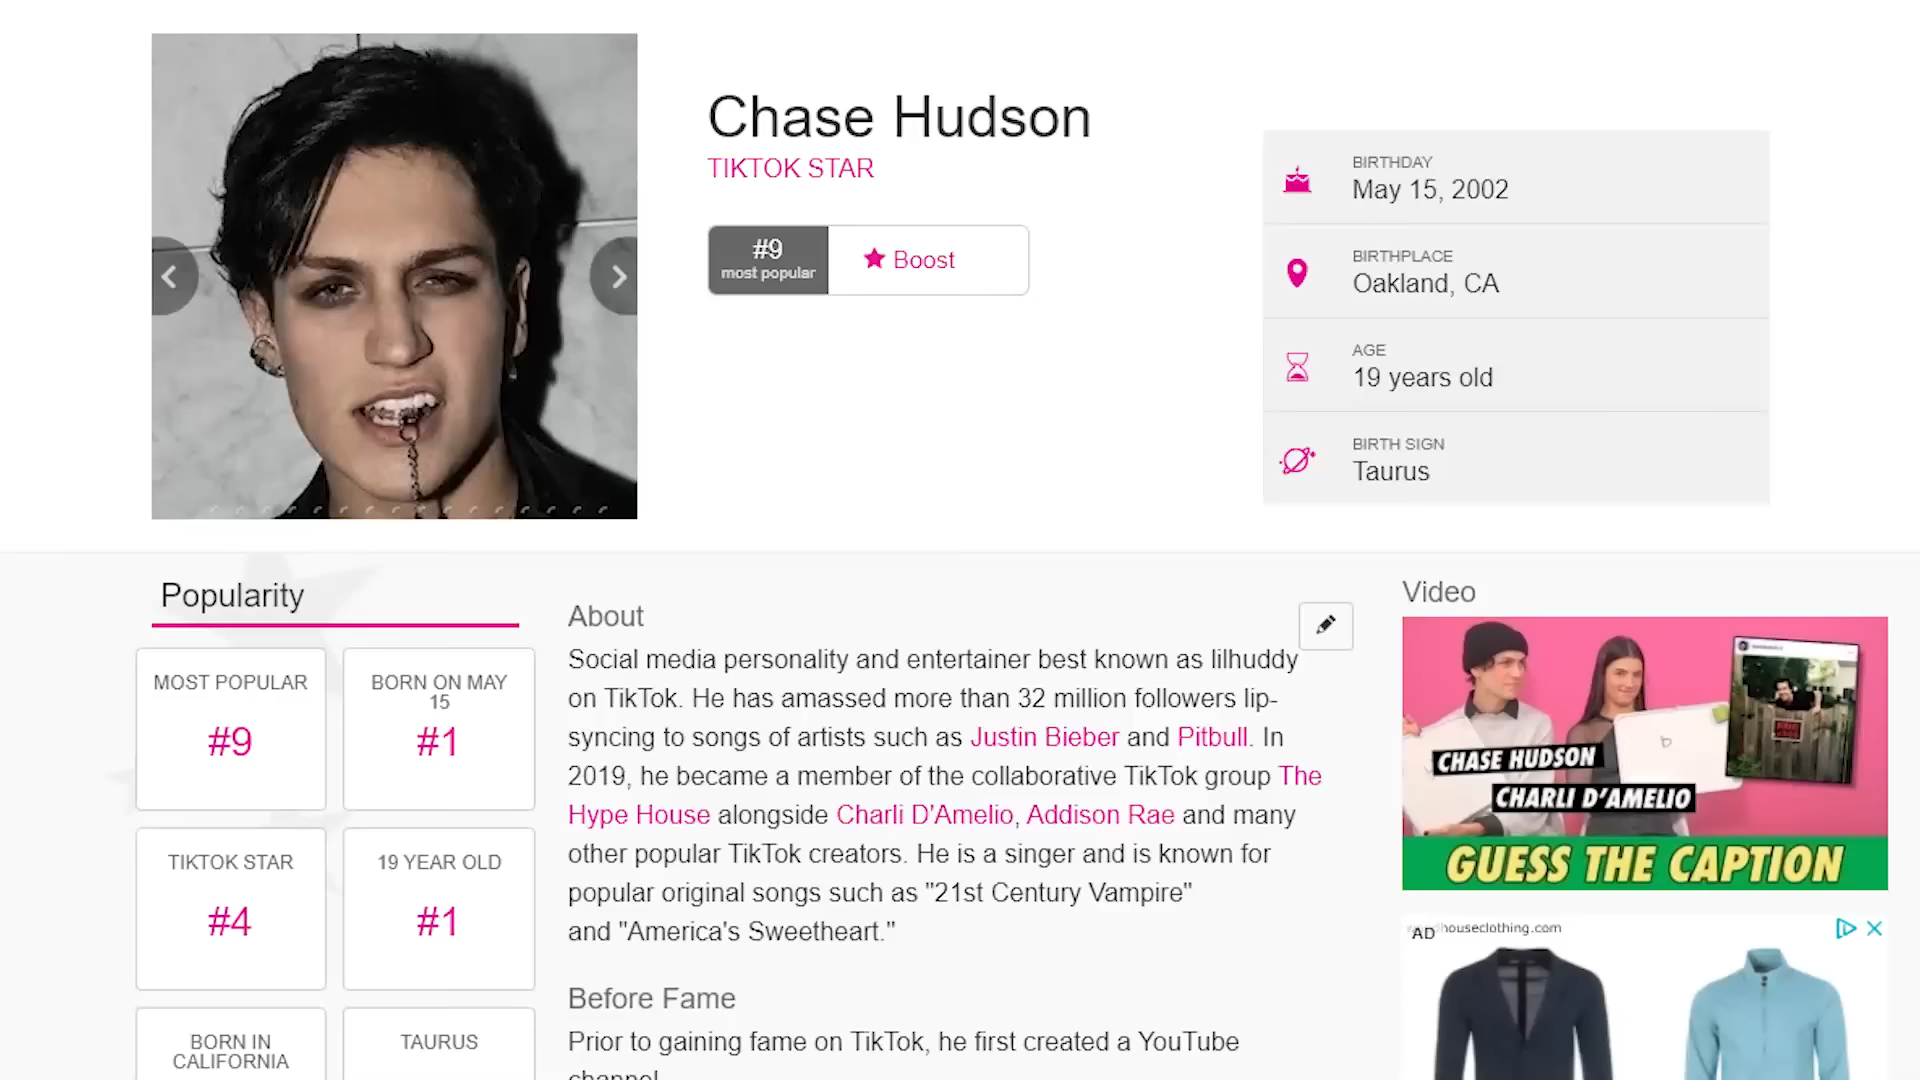 Chase Hudson
TIKTOK STAR
#9
most popular
Boost
BIRTHDAY
May 15, 2002
BIRTHPLACE
Oakland, CA
AGE
19 years old
BIRTH SIGN
Taurus
Popularity
MOST POPULAR
#9
BORN ON MAY
15
#1
TIKTOK STAR
#4
19 YEAR OLD
#1
BORN IN
CALIFORNIA
TAURUS
About
Social media personality and entertainer best known as lilhuddy
on TikTok. He has amassed more than 32 million followers lip-
syncing to songs of artists such as Justin Bieber and Pitbull. In
2019, he became a member of the collaborative TikTok group The
Hype House alongside Charli D'Amelio, Addison Rae and many
other popular TikTok creators. He is a singer and is known for
popular original songs such as "21st Century Vampire"
and "America's Sweetheart."
Before Fame
Prior to gaining fame on TikTok, he first created a YouTube
channel.
Video
CHASE HUDSON
CHARLI D'AMELIO
GUESS THE CAPTION
AD